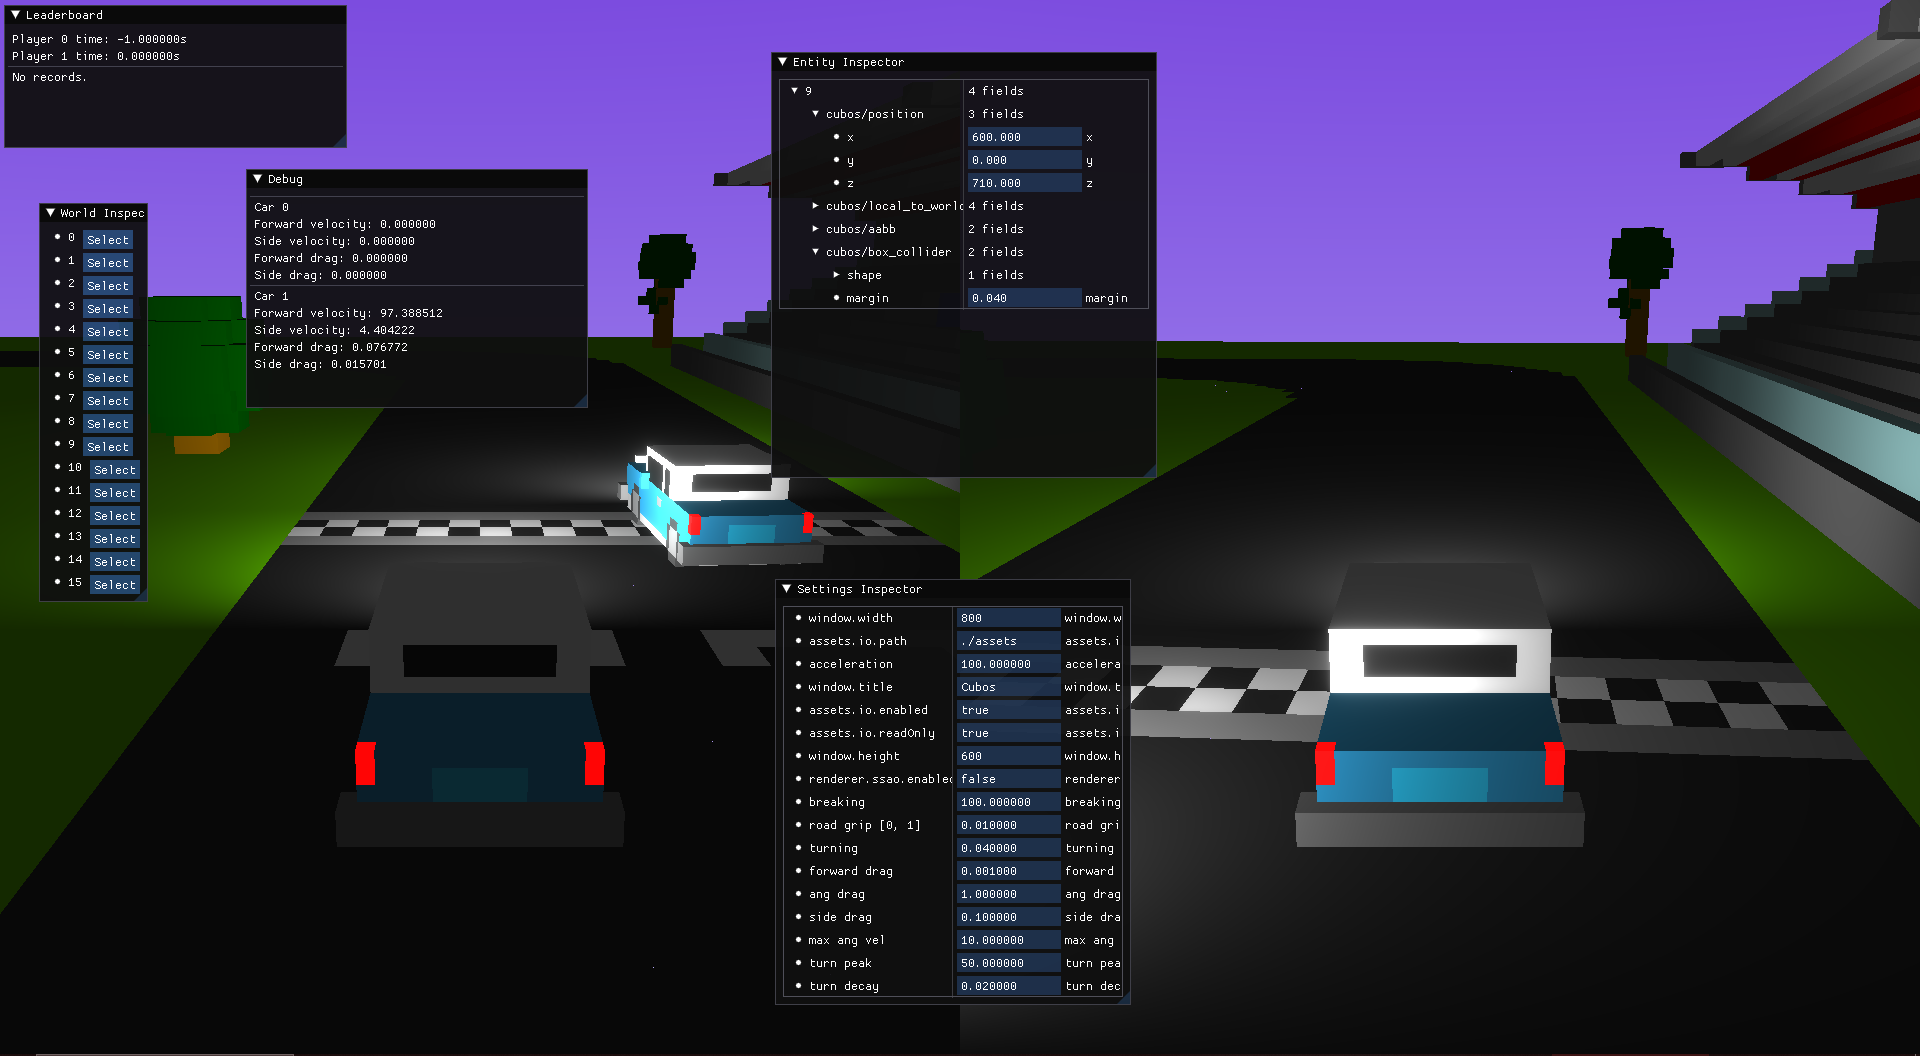 Leaderboard
Player 0 time: -1.000000s
Player 1 time: 0.000000s
No records.
Entity Inspector
9 4 fields
cubos/position 3 fields
x 600.000 x
y 0.000 y
z 710.000 z
cubos/local_to_worl 4 fields
cubos/aabb 2 fields
cubos/box_collider 2 fields
shape 1 fields
margin 0.040 margin
Debug
Car 0
Forward velocity: 0.000000
Side velocity: 0.000000
Forward drag: 0.000000
Side drag: 0.000000
Car 1
Forward velocity: 97.388512
Side velocity: 4.404222
Forward drag: 0.076772
Side drag: 0.015701
World Inspec
0 Select
1 Select
2 Select
3 Select
4 Select
5 Select
6 Select
7 Select
8 Select
9 Select
10 Select
11 Select
12 Select
13 Select
14 Select
15 Select
Settings Inspector
window.width 800 window.w
assets.io.path ./assets assets.i
acceleration 100.000000 accelera
window.title Cubos window.t
assets.io.enabled true assets.i
assets.io.readOnly true assets.i
window.height 600 window.h
renderer.ssao.enabled false renderer
breaking 100.000000 breaking
road grip [0, 1] 0.010000 road gri
turning 0.040000 turning
forward drag 0.001000 forward
ang drag 1.000000 ang drag
side drag 0.100000 side dra
max ang vel 10.000000 max ang
turn peak 50.000000 turn pea
turn decay 0.020000 turn dec